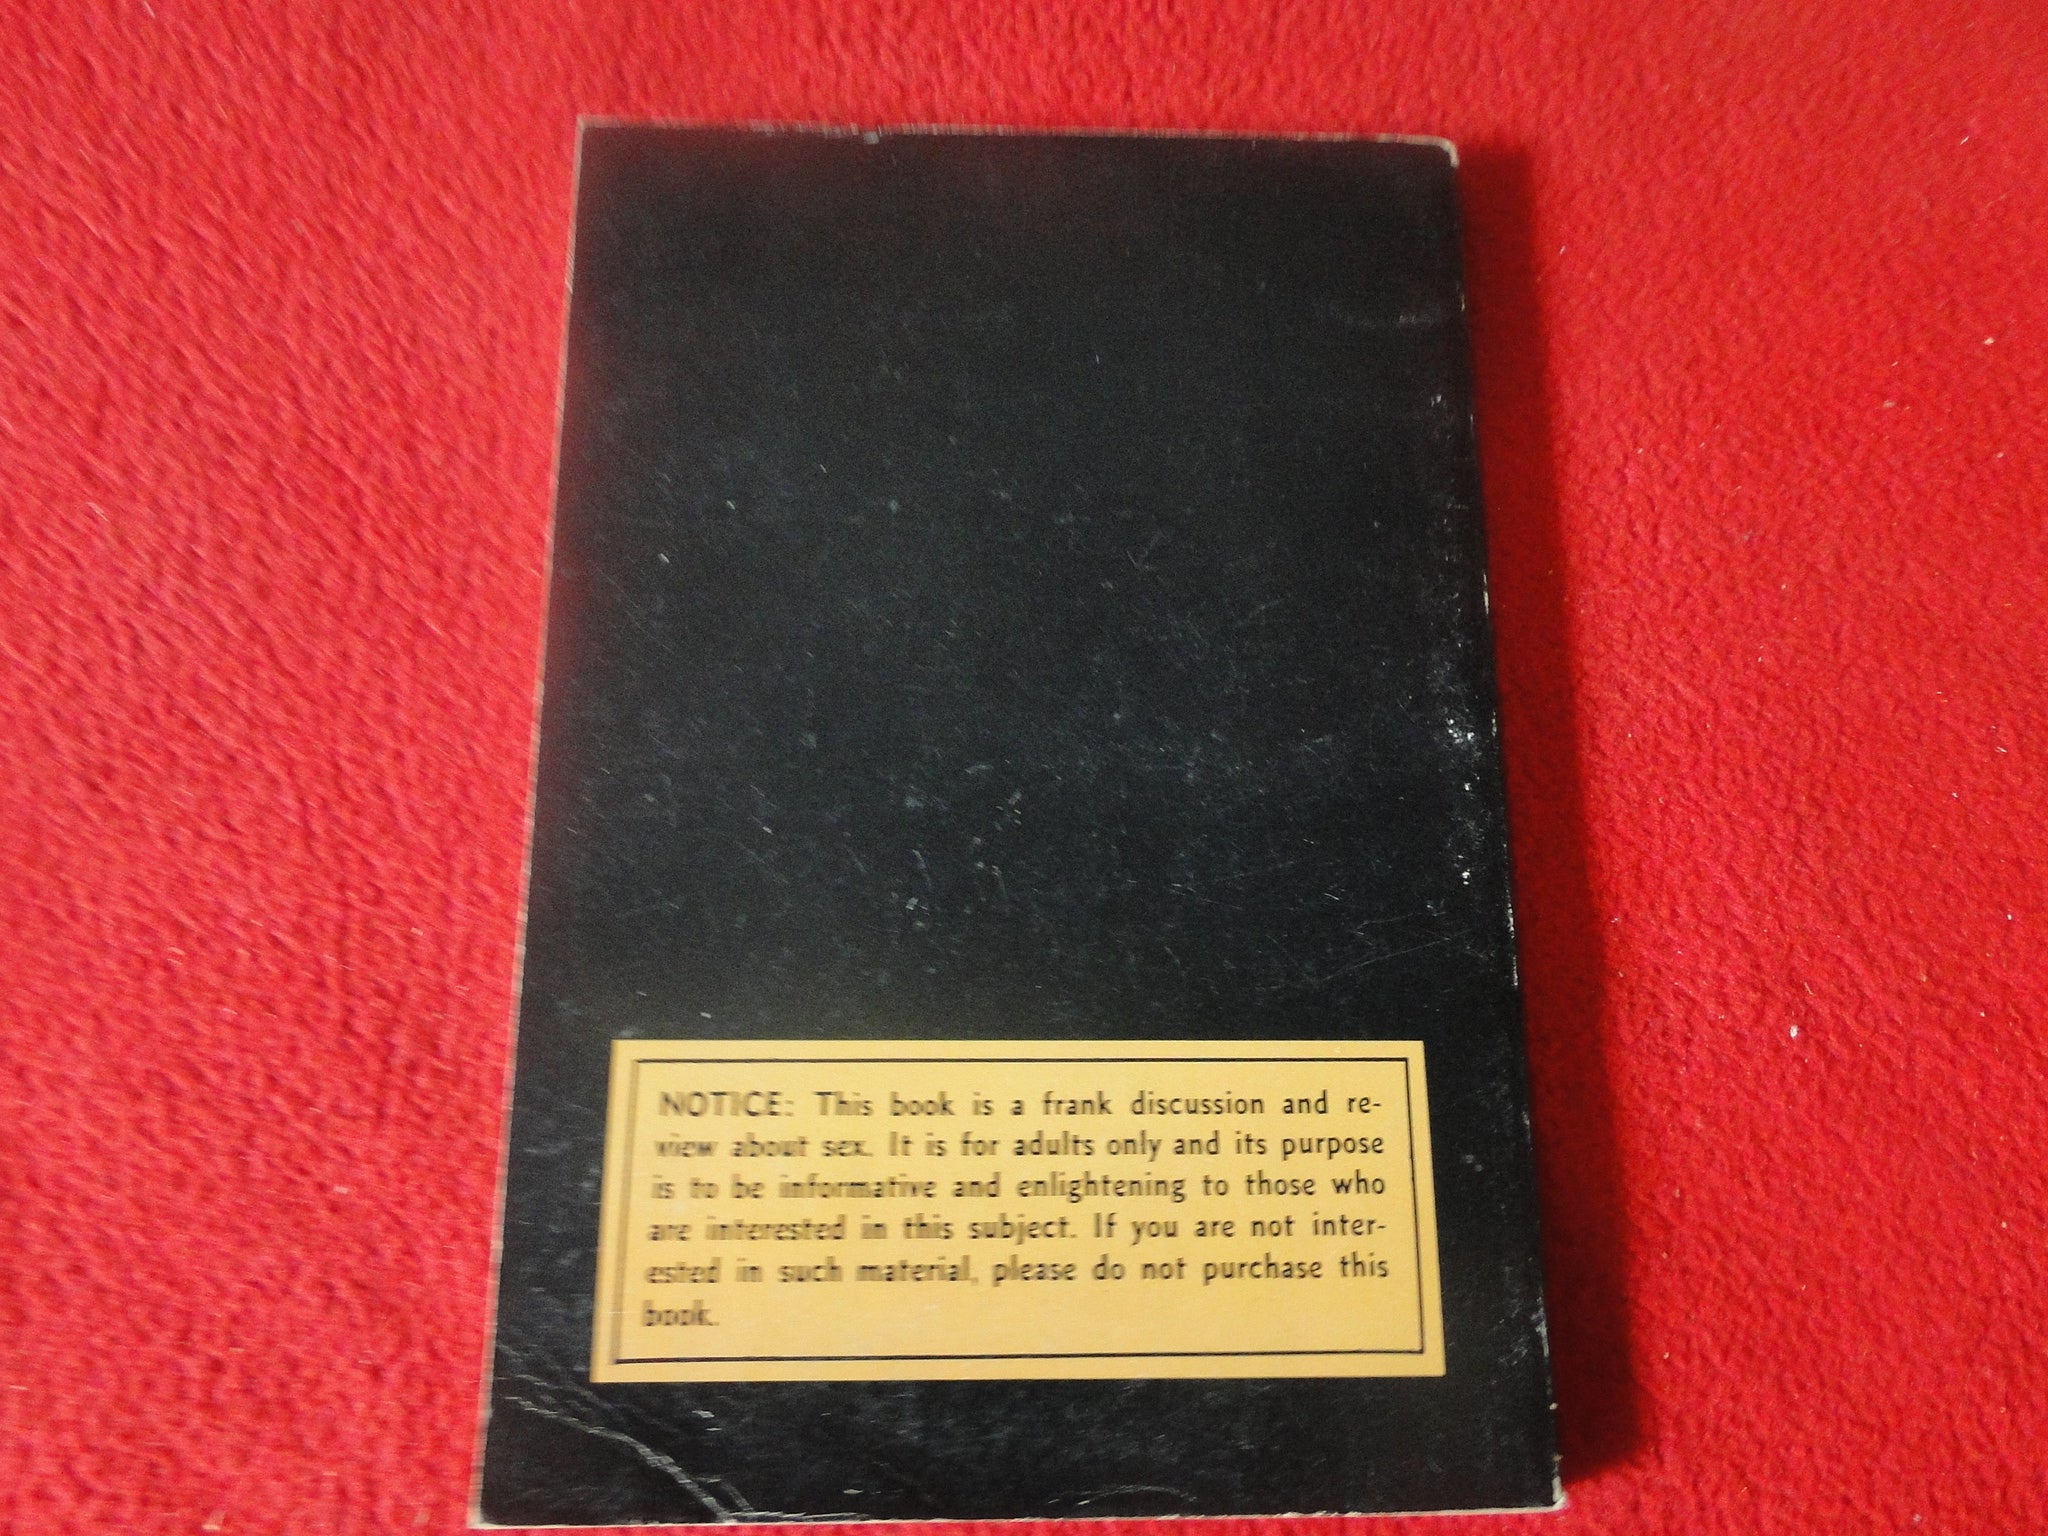 NOTICE: This book is a frank discussion and re-
view about sex. It is for adults only and its purpose
is to be informative and enlightening to those who
are interested in this subject. If you are not inter-
ested in such material, please do not purchase this
book.